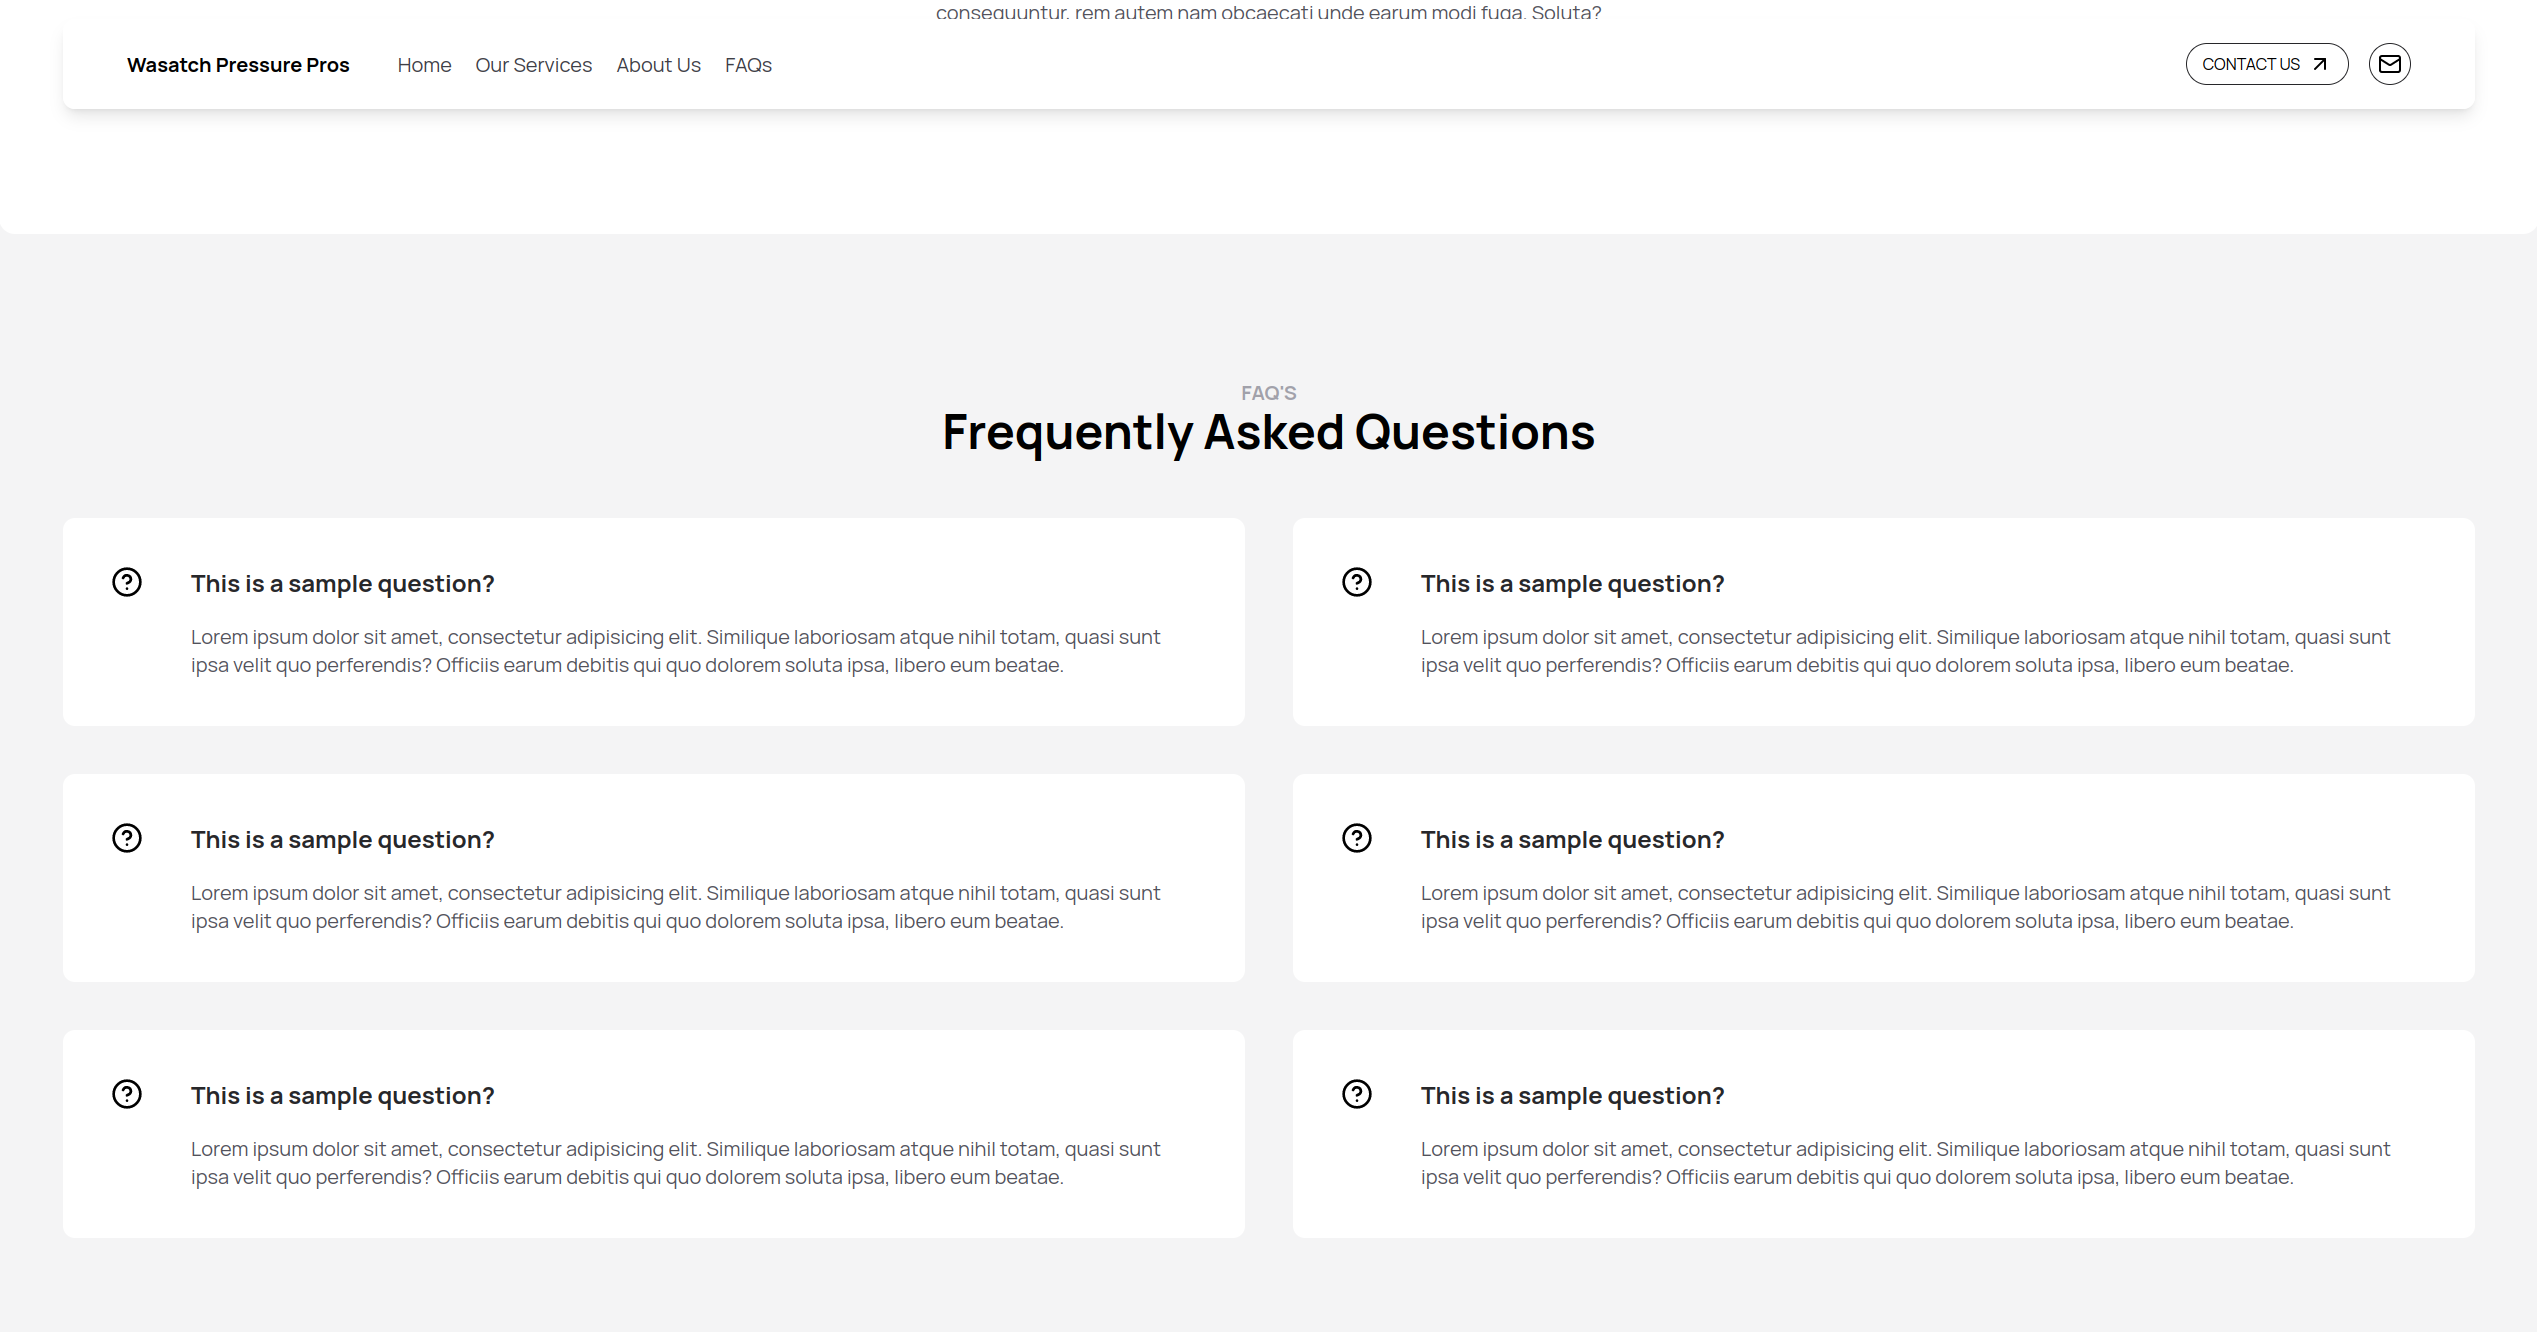 consequuntur, rem autem nam obcaecati unde earum modi fuga. Soluta?
Wasatch Pressure Pros Home Our Services About Us FAQs CONTACT US
FAQ'S
Frequently Asked Questions
This is a sample question?
Lorem ipsum dolor sit amet, consectetur adipisicing elit. Similique laboriosam atque nihil totam, quasi sunt
ipsa velit quo perferendis? Officiis earum debitis qui quo dolorem soluta ipsa, libero eum beatae.
This is a sample question?
Lorem ipsum dolor sit amet, consectetur adipisicing elit. Similique laboriosam atque nihil totam, quasi sunt
ipsa velit quo perferendis? Officiis earum debitis qui quo dolorem soluta ipsa, libero eum beatae.
This is a sample question?
Lorem ipsum dolor sit amet, consectetur adipisicing elit. Similique laboriosam atque nihil totam, quasi sunt
ipsa velit quo perferendis? Officiis earum debitis qui quo dolorem soluta ipsa, libero eum beatae.
This is a sample question?
Lorem ipsum dolor sit amet, consectetur adipisicing elit. Similique laboriosam atque nihil totam, quasi sunt
ipsa velit quo perferendis? Officiis earum debitis qui quo dolorem soluta ipsa, libero eum beatae.
This is a sample question?
Lorem ipsum dolor sit amet, consectetur adipisicing elit. Similique laboriosam atque nihil totam, quasi sunt
ipsa velit quo perferendis? Officiis earum debitis qui quo dolorem soluta ipsa, libero eum beatae.
This is a sample question?
Lorem ipsum dolor sit amet, consectetur adipisicing elit. Similique laboriosam atque nihil totam, quasi sunt
ipsa velit quo perferendis? Officiis earum debitis qui quo dolorem soluta ipsa, libero eum beatae.